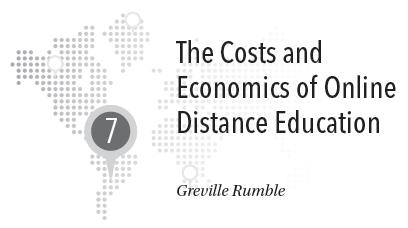 7
The Costs and
Economics of Online
Distance Education
Greville Rumble